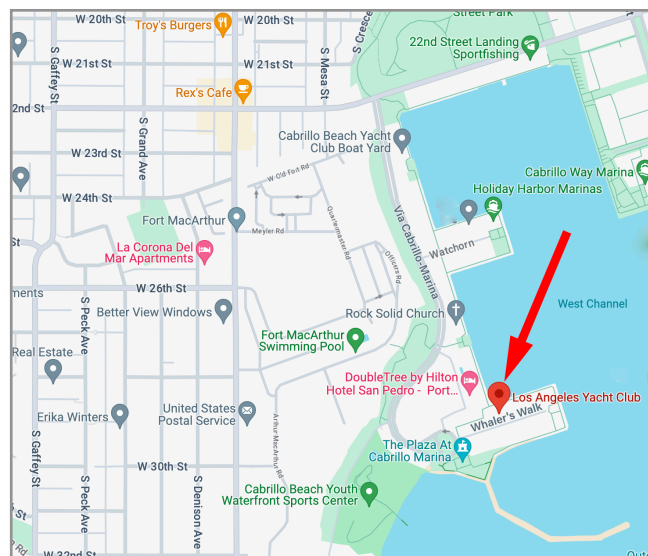 W 20th St
W 20th St
Street Park
Troy's Burgers
S Cresce
22nd Street Landing
Sportfishing
S Gaffey St
W 21st St
W 21st St
S Mesa St
Rex's Cafe
2nd St
S Grand Ave
Cabrillo Beach Yacht
Club Boat Yard
W 23rd St
W Old Fort Rd
Cabrillo Way Marina
Holiday Harbor Marinas
W 24th St
Fort MacArthur
Meyler Rd
Quartermaster Rd
Via Cabrillo-Marina
Watchorn
St
La Corona Del
Mar Apartments
Officers Rd
ments
W 26th St
West Channel
S Peck Ave
Better View Windows
Rock Solid Church
Fort MacArthur
Swimming Pool
Real Estate
DoubleTree by Hilton
Hotel San Pedro - Port...
Los Angeles Yacht Club
Erika Winters
United States
Postal Service
Whaler's Walk
Arthur MacArthur Rd
The Plaza At
Cabrillo Marina
S Gaffey St
W 30th St
S Peck Ave
S Denison Ave
Cabrillo Beach Youth
Waterfront Sports Center
W 32nd St